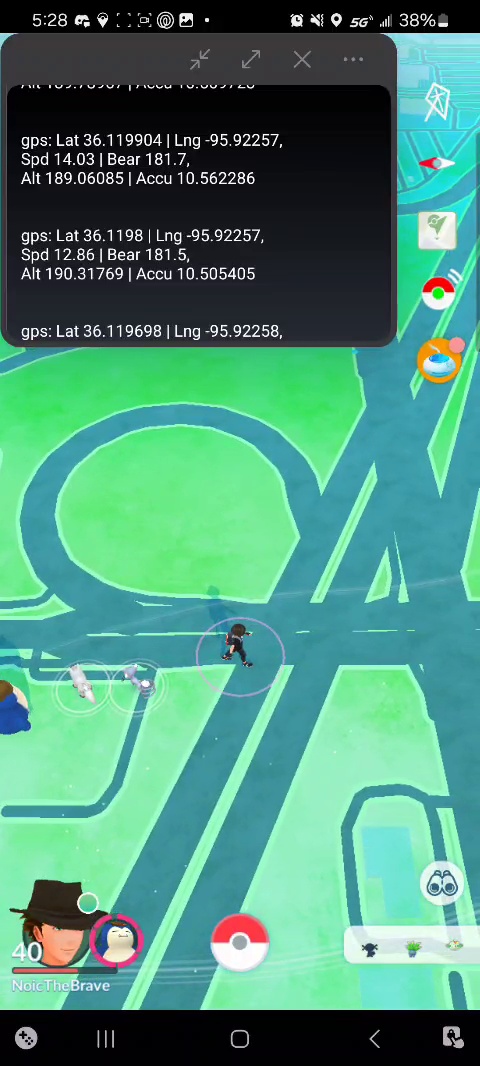 5:28
5G
38%
gps: Lat 36.119904 | Lng -95.92257,
Spd 14.03 | Bear 181.7,
Alt 189.06085 | Accu 10.562286
gps: Lat 36.1198 | Lng -95.92257,
Spd 12.86 | Bear 181.5,
Alt 190.31769 | Accu 10.505405
gps: Lat 36.119698 | Lng -95.92258,
40
NoicTheBrave